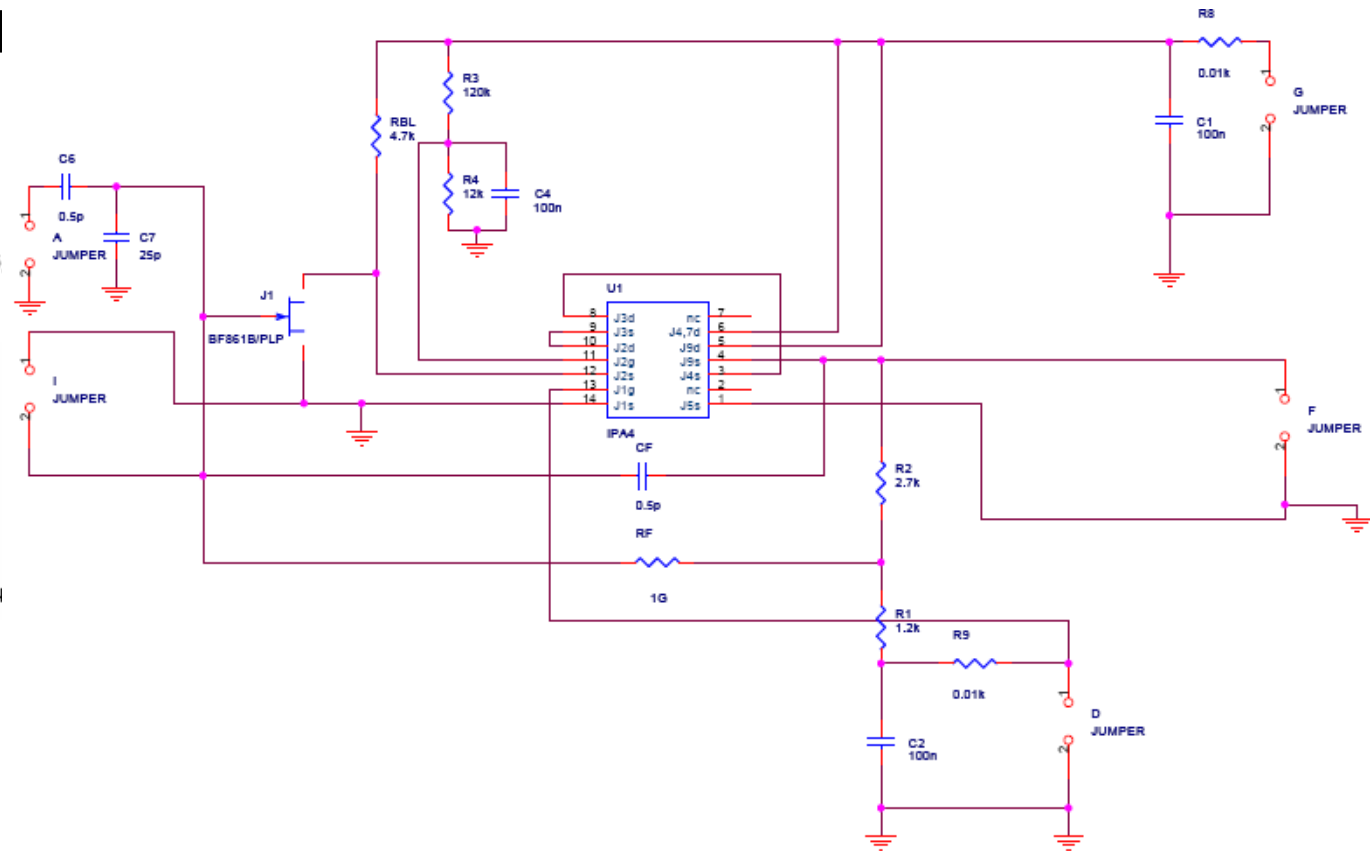 R8
0.01k
1
G
JUMPER
2
C1
100n
R3
120k
RBL
4.7k
R4
12k
C4
100n
C6
0.5p
1
A
JUMPER
2
C7
25p
J1
BF861B/PLP
1
I
JUMPER
2
U1
8 J3d nc 7
9 J3s J4,7d 6
10 J2d J9d 5
11 J2g J9s 4
12 J2s J4s 3
13 J1g nc 2
14 J1s J5s 1
IPA4
CF
0.5p
RF
1G
R2
2.7k
1
F
JUMPER
2
R1
1.2k
R9
0.01k
1
D
JUMPER
2
C2
100n